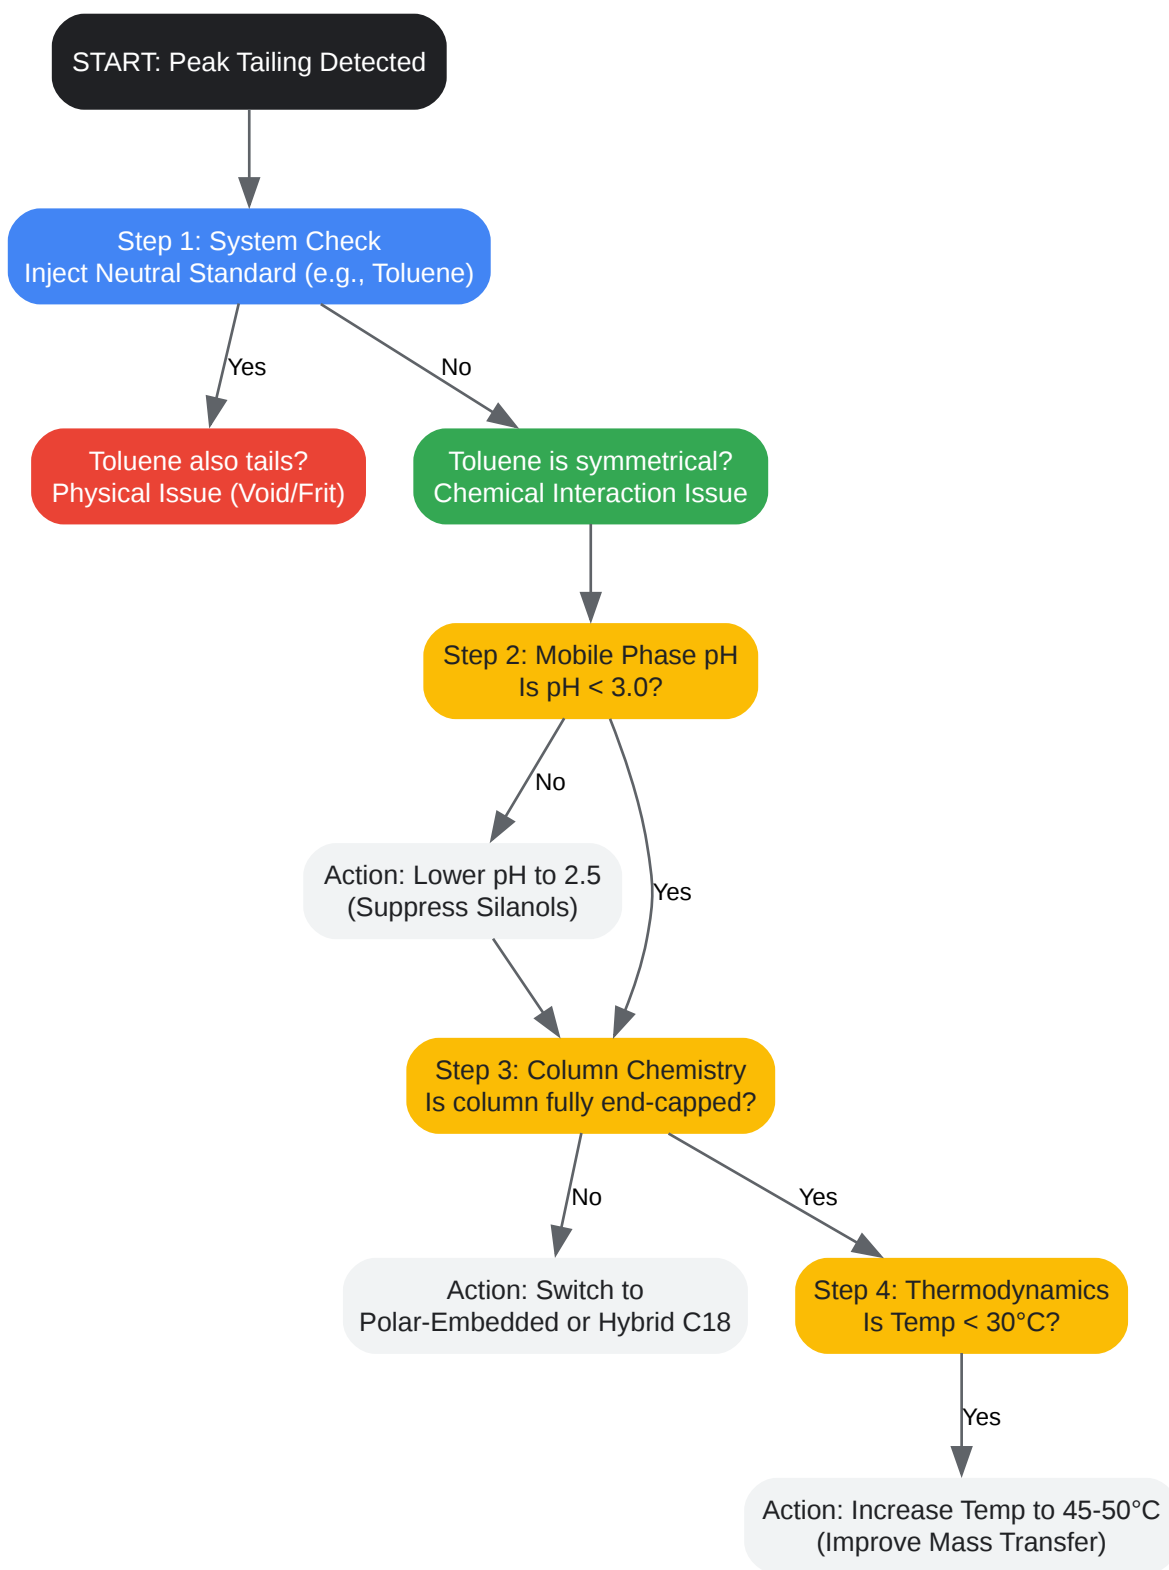 START: Peak Tailing Detected
Step 1: System Check
Inject Neutral Standard (e.g., Toluene)
Yes
No
Toluene also tails?
Physical Issue (Void/Frit)
Toluene is symmetrical?
Chemical Interaction Issue
Step 2: Mobile Phase pH
Is pH < 3.0?
No
Action: Lower pH to 2.5
(Suppress Silanols)
Yes
Step 3: Column Chemistry
Is column fully end-capped?
No
Yes
Action: Switch to
Polar-Embedded or Hybrid C18
Step 4: Thermodynamics
Is Temp < 30°C?
Yes
Action: Increase Temp to 45-50°C
(Improve Mass Transfer)